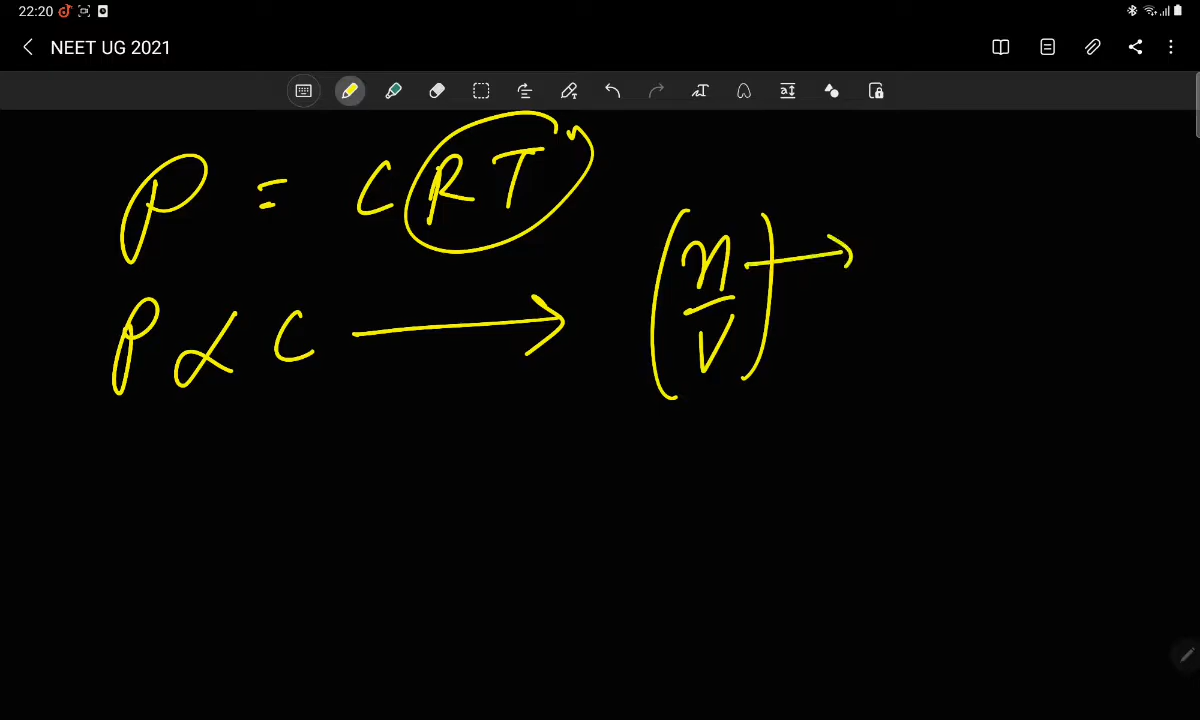 22:20
NEET UG 2021
P = CRT
P ∝ C → (n/V) →